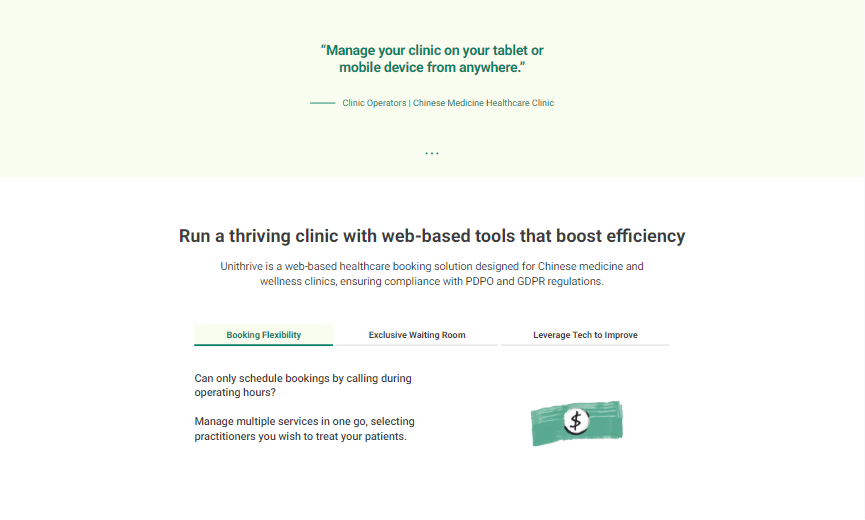 “Manage your clinic on your tablet or
mobile device from anywhere.”
Clinic Operators | Chinese Medicine Healthcare Clinic
...
Run a thriving clinic with web-based tools that boost efficiency
Unithrive is a web-based healthcare booking solution designed for Chinese medicine and
wellness clinics, ensuring compliance with PDPO and GDPR regulations.
Booking Flexibility
Exclusive Waiting Room
Leverage Tech to Improve
Can only schedule bookings by calling during
operating hours?
Manage multiple services in one go, selecting
practitioners you wish to treat your patients.
$